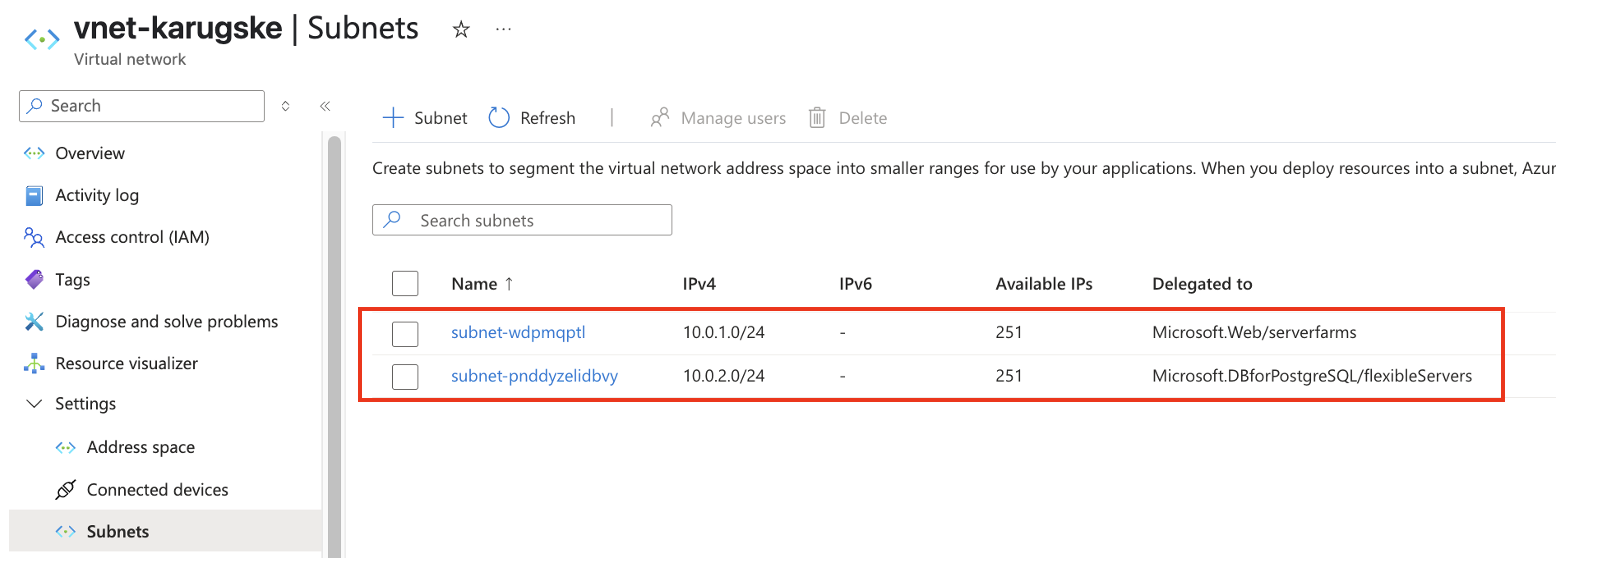 vnet-karugske | Subnets
Virtual network
Search
Overview
Activity log
Access control (IAM)
Tags
Diagnose and solve problems
Resource visualizer
Settings
Address space
Connected devices
Subnets
Subnet Refresh Manage users Delete
Create subnets to segment the virtual network address space into smaller ranges for use by your applications. When you deploy resources into a subnet, Azur
Search subnets
Name ↑ IPv4 IPv6 Available IPs Delegated to
subnet-wdpmqptl 10.0.1.0/24 - 251 Microsoft.Web/serverfarms
subnet-pnddyzelidbvy 10.0.2.0/24 - 251 Microsoft.DBforPostgreSQL/flexibleServers